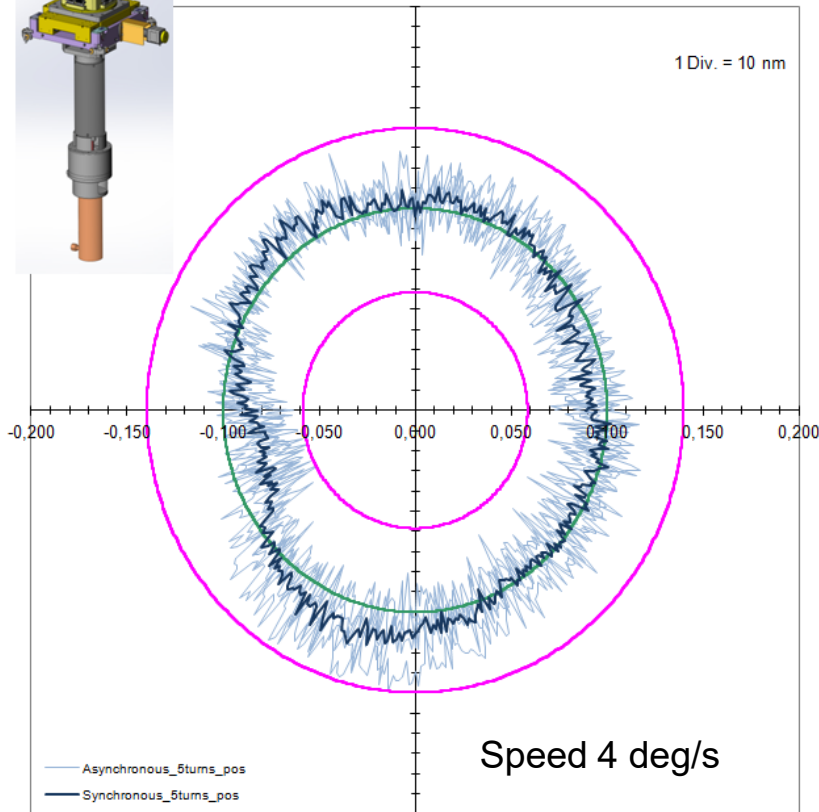 1 Div. = 10 nm
-0,200 -0,150 -0,100 -0,050 0,000 0,050 0,100 0,150 0,200
Speed 4 deg/s
Asynchronous_5turns_pos
Synchronous_5turns_pos